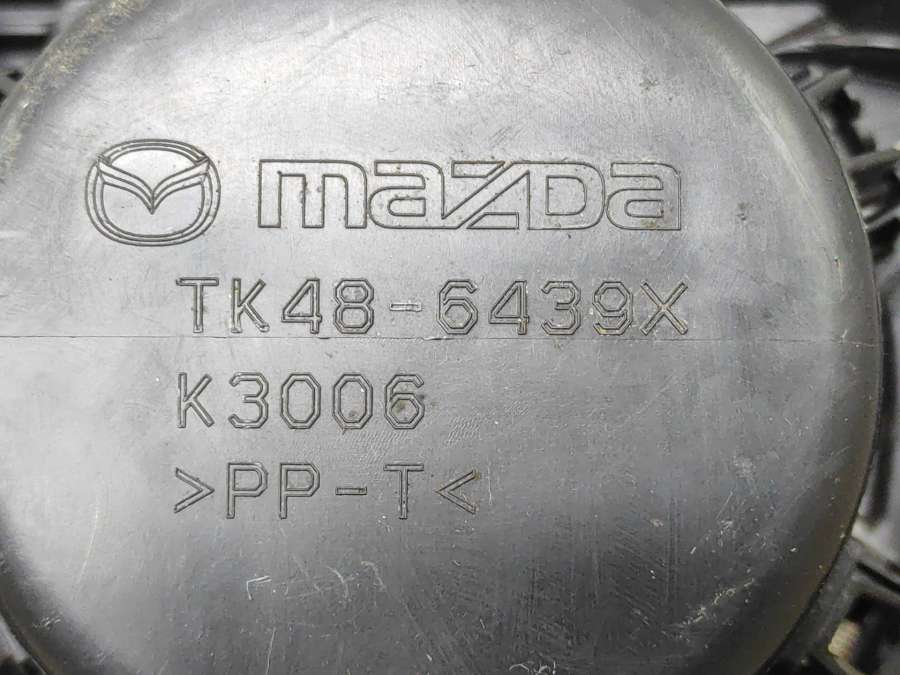 mazda
TK48-6439X
K3006
>PP-T<